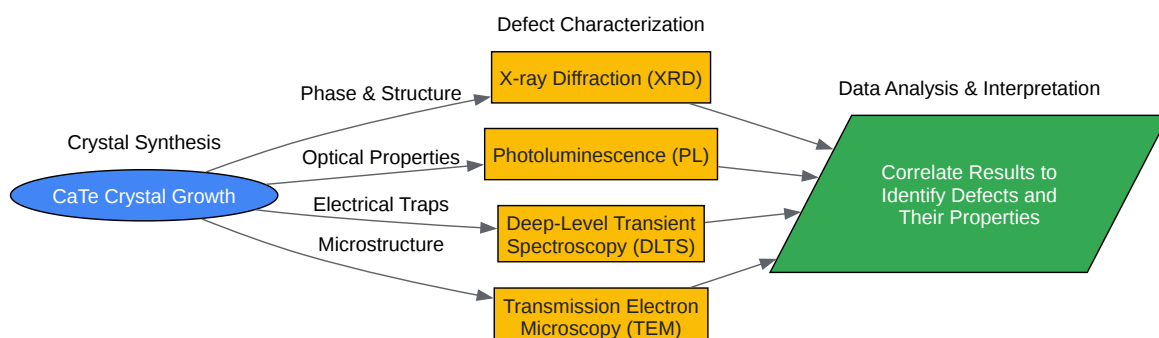 Crystal Synthesis
CaTe Crystal Growth
Phase & Structure
Optical Properties
Electrical Traps
Microstructure
Defect Characterization
X-ray Diffraction (XRD)
Photoluminescence (PL)
Deep-Level Transient
Spectroscopy (DLTS)
Transmission Electron
Microscopy (TEM)
Data Analysis & Interpretation
Correlate Results to
Identify Defects and
Their Properties